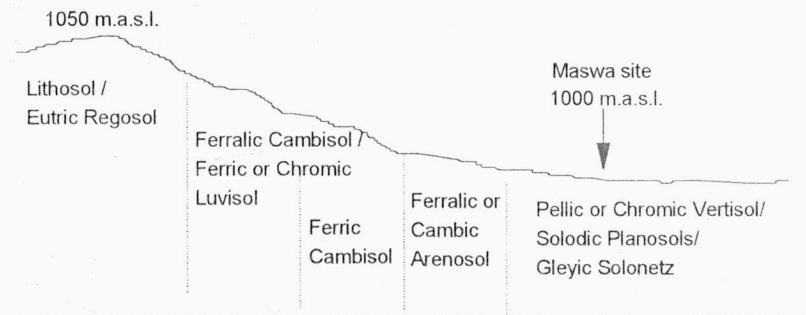 1050 m.a.s.l.
Maswa site
1000 m.a.s.l.
Lithosol /
Eutric Regosol
Ferralic Cambisol /
Ferric or Chromic
Luvisol
Ferric
Cambisol
Ferralic or
Cambic
Arenosol
Pellic or Chromic Vertisol/
Solodic Planosols/
Gleyic Solonetz